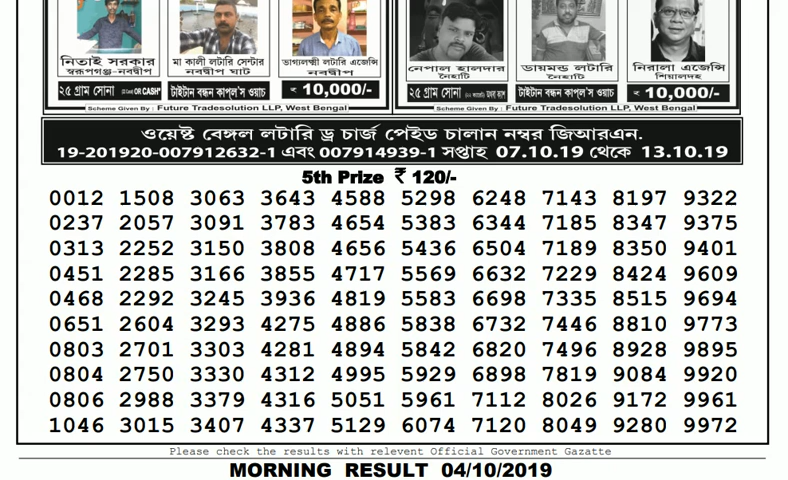 নিতাই সরকার
স্বরূপগঞ্জ-নবদ্বীপ
মা কালী লটারি সেন্টার
নবদ্বীপ ঘাট
ভাগ্যলক্ষ্মী লটারি এজেন্সি
নবদ্বীপ
নেপাল হালদার
নৈহাটি
ডায়মন্ড লটারি
নৈহাটি
নিরালা এজেন্সি
শিয়ালদহ
২৫ গ্রাম সোনা OR CASH*
টাইটান বন্ধন কাপ্‌ল'স ওয়াচ
₹ 10,000/-
২৫ গ্রাম সোনা
টাইটান বন্ধন কাপ্‌ল'স ওয়াচ
₹ 10,000/-
Scheme Given By : Future Tradesolution LLP, West Bengal
Scheme Given By : Future Tradesolution LLP, West Bengal
ওয়েষ্ট বেঙ্গল লটারি ড্র চার্জ পেইড চালান নম্বর জিআরএন.
19-201920-007912632-1 এবং 007914939-1 সপ্তাহ 07.10.19 থেকে 13.10.19
5th Prize ₹ 120/-
0012 1508 3063 3643 4588 5298 6248 7143 8197 9322
0237 2057 3091 3783 4654 5383 6344 7185 8347 9375
0313 2252 3150 3808 4656 5436 6504 7189 8350 9401
0451 2285 3166 3855 4717 5569 6632 7229 8424 9609
0468 2292 3245 3936 4819 5583 6698 7335 8515 9694
0651 2604 3293 4275 4886 5838 6732 7446 8810 9773
0803 2701 3303 4281 4894 5842 6820 7496 8928 9895
0804 2750 3330 4312 4995 5929 6898 7819 9084 9920
0806 2988 3379 4316 5051 5961 7112 8026 9172 9961
1046 3015 3407 4337 5129 6074 7120 8049 9280 9972
Please check the results with relevent Official Government Gazatte
MORNING RESULT 04/10/2019